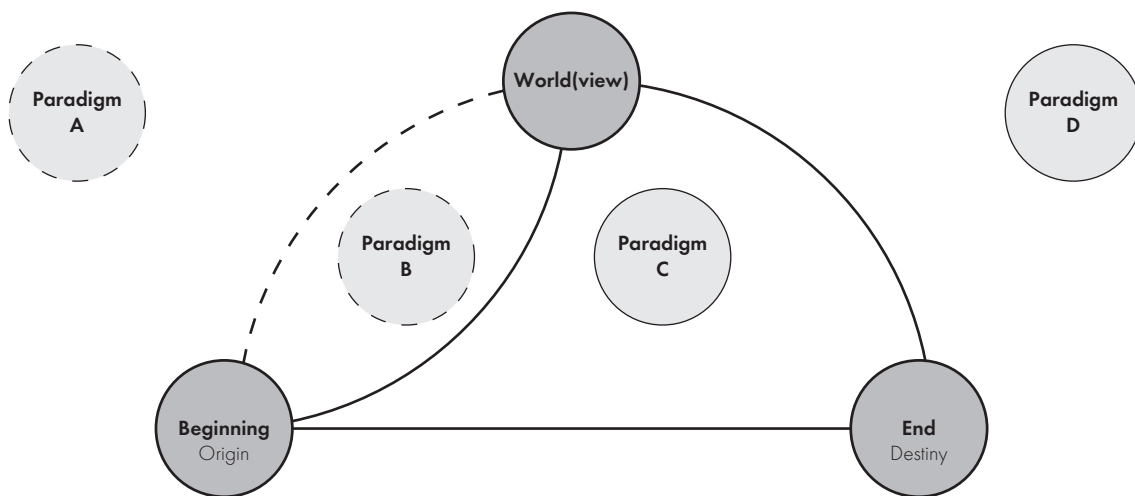 World(view)
Paradigm
A
Paradigm
D
Paradigm
B
Paradigm
C
Beginning
Origin
End
Destiny